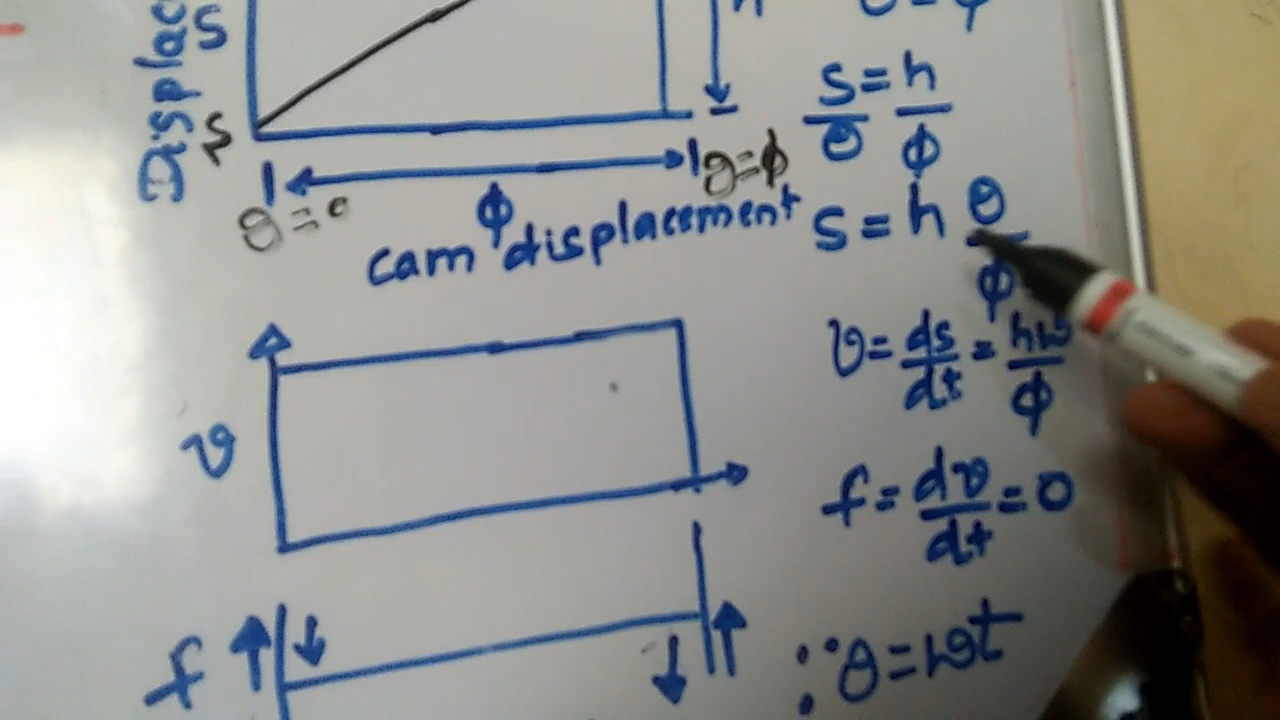 Displac
S
S
θ = 0
θ=ϕ
ϕ
cam displacement
S/θ = h/ϕ
S = h θ/ϕ
v = ds/dt = hω/ϕ
v
f = dv/dt = 0
f
∵ θ = ωt